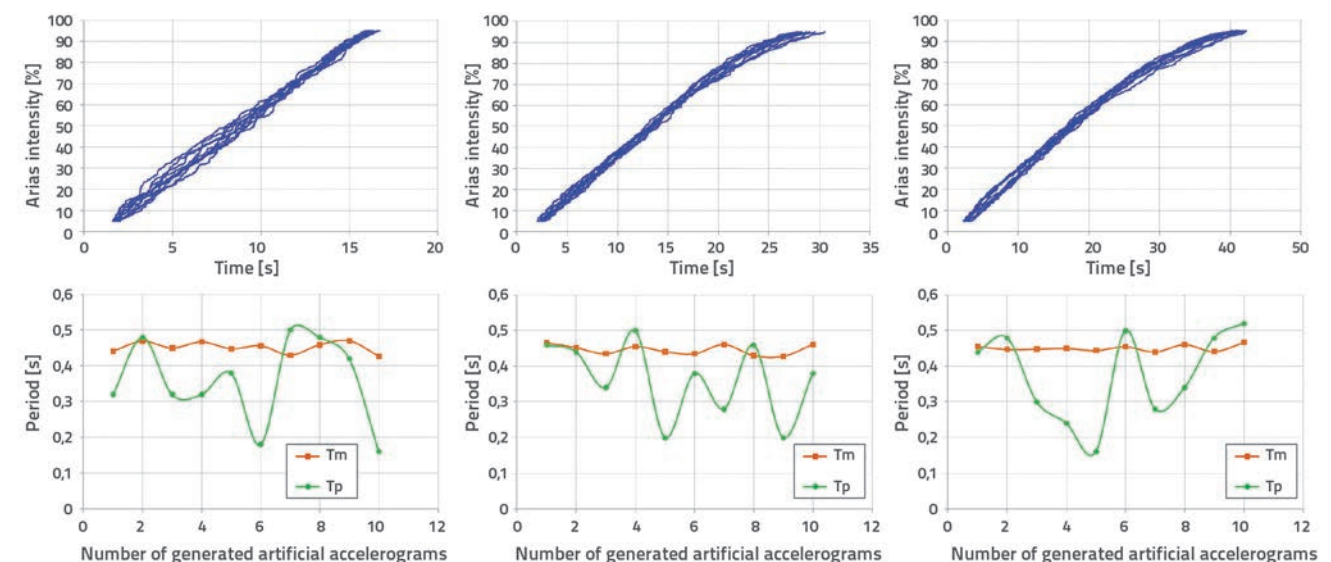 Arias intensity [%]
100
90
80
70
60
50
40
30
20
10
0
0 5 10 15 20
Time [s]
Arias intensity [%]
100
90
80
70
60
50
40
30
20
10
0
0 5 10 15 20 25 30 35
Time [s]
Arias intensity [%]
100
90
80
70
60
50
40
30
20
10
0
0 10 20 30 40 50
Time [s]
Period [s]
0,6
0,5
0,4
0,3
0,2
0,1
0
Tm
Tp
0 2 4 6 8 10 12
Number of generated artificial accelerograms
Period [s]
0,6
0,5
0,4
0,3
0,2
0,1
0
Tm
Tp
0 2 4 6 8 10 12
Number of generated artificial accelerograms
Period [s]
0,6
0,5
0,4
0,3
0,2
0,1
0
Tm
Tp
0 2 4 6 8 10 12
Number of generated artificial accelerograms